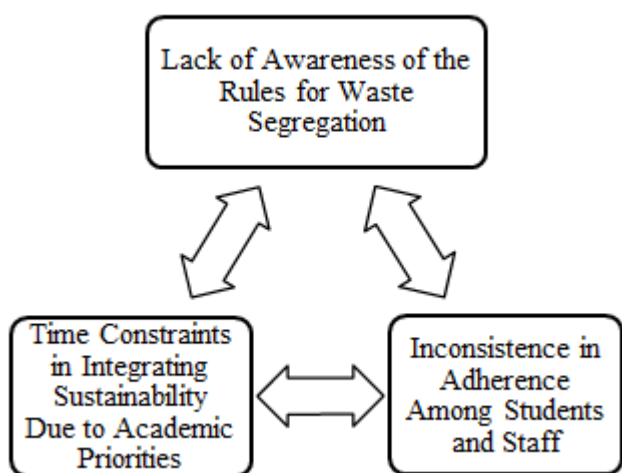 Lack of Awareness of the
Rules for Waste
Segregation
Time Constraints
in Integrating
Sustainability
Due to Academic
Priorities
Inconsistence in
Adherence
Among Students
and Staff